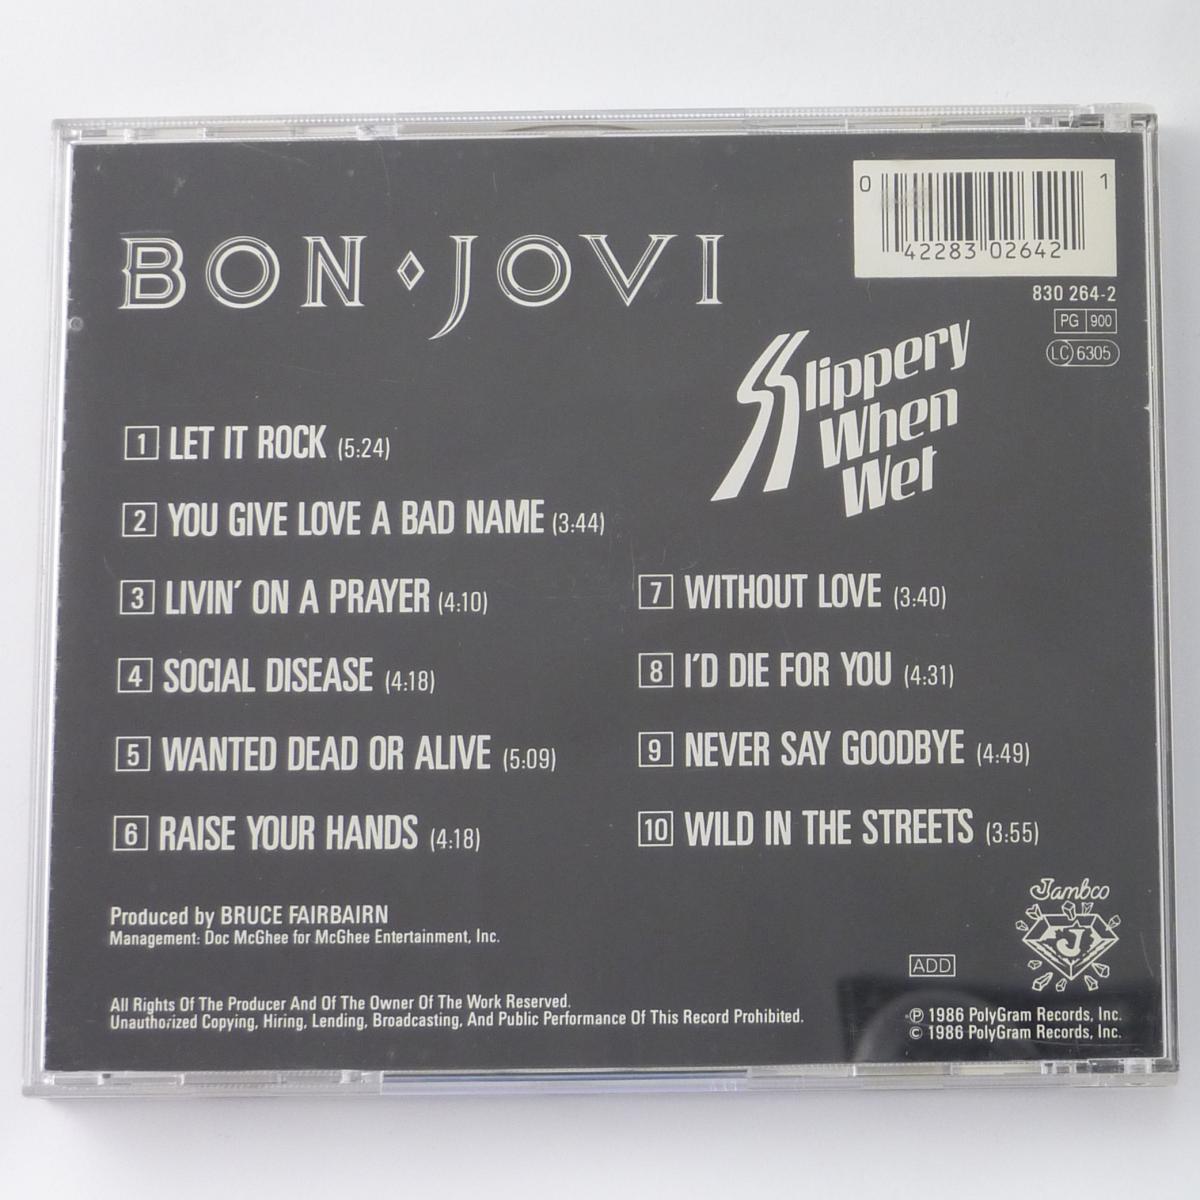 BON JOVI
0 42283 02642 1
830 264-2
PG 900
LC 6305
Slippery
When
Wet
1 LET IT ROCK (5:24)
2 YOU GIVE LOVE A BAD NAME (3:44)
3 LIVIN' ON A PRAYER (4:10)
4 SOCIAL DISEASE (4:18)
5 WANTED DEAD OR ALIVE (5:09)
6 RAISE YOUR HANDS (4:18)
7 WITHOUT LOVE (3:40)
8 I'D DIE FOR YOU (4:31)
9 NEVER SAY GOODBYE (4:49)
10 WILD IN THE STREETS (3:55)
Produced by BRUCE FAIRBAIRN
Management: Doc McGhee for McGhee Entertainment, Inc.
Jambco
J
ADD
All Rights Of The Producer And Of The Owner Of The Work Reserved.
Unauthorized Copying, Hiring, Lending, Broadcasting, And Public Performance Of This Record Prohibited.
℗ 1986 PolyGram Records, Inc.
© 1986 PolyGram Records, Inc.